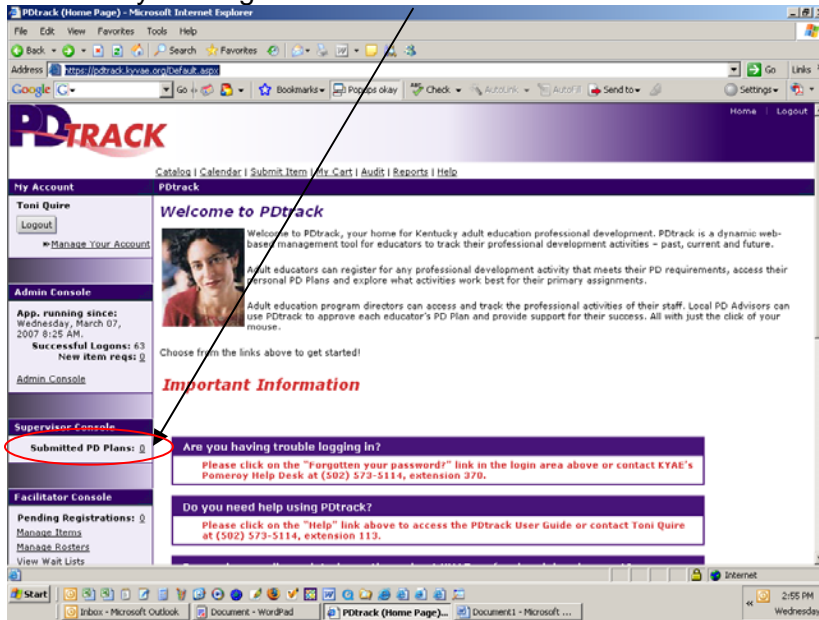 PDtrack (Home Page) - Microsoft Internet Explorer
File Edit View Favorites Tools Help
Back Search Favorites
Address https://pdtrack.kyvae.org/Default.aspx Go Links
Google Go Bookmarks Popups okay Check AutoLink AutoFill Send to Settings
Home | Logout
PDTRACK
Catalog | Calendar | Submit Item | My Cart | Audit | Reports | Help
My Account
Toni Quire
Logout
Manage Your Account
Admin Console
App. running since:
Wednesday, March 07,
2007 8:25 AM.
Successful Logons: 63
New item reqs: 0
Admin Console
Supervisor Console
Submitted PD Plans: 0
Facilitator Console
Pending Registrations: 0
Manage Items
Manage Rosters
View Wait Lists
PDtrack
Welcome to PDtrack
Welcome to PDtrack, your home for Kentucky adult education professional development. PDtrack is a dynamic web-
based management tool for educators to track their professional development activities - past, current and future.
Adult educators can register for any professional development activity that meets their PD requirements, access their
personal PD Plans and explore what activities work best for their primary assignments.
Adult education program directors can access and track the professional activities of their staff. Local PD Advisors can
use PDtrack to approve each educator's PD Plan and provide support for their success. All with just the click of your
mouse.
Choose from the links above to get started!
Important Information
Are you having trouble logging in?
Please click on the "Forgotten your password?" link in the login area above or contact KYAE's
Pomeroy Help Desk at (502) 573-5114, extension 370.
Do you need help using PDtrack?
Please click on the "Help" link above to access the PDtrack User Guide or contact Toni Quire
at (502) 573-5114, extension 113.
Internet
Start 2:55 PM
Inbox - Microsoft Outlook Document - WordPad PDtrack (Home Page)... Document1 - Microsoft ... Wednesday